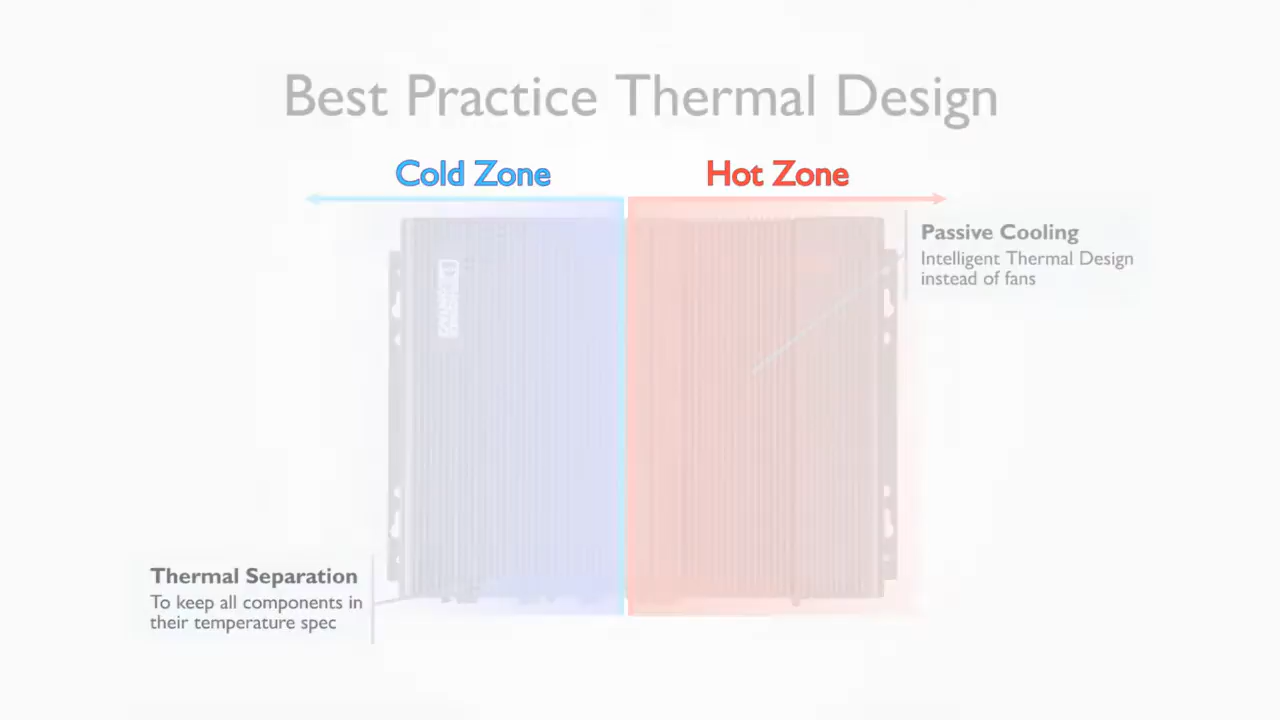 Best Practice Thermal Design
Cold Zone
Hot Zone
Passive Cooling
Intelligent Thermal Design
instead of fans
Thermal Separation
To keep all components in
their temperature spec